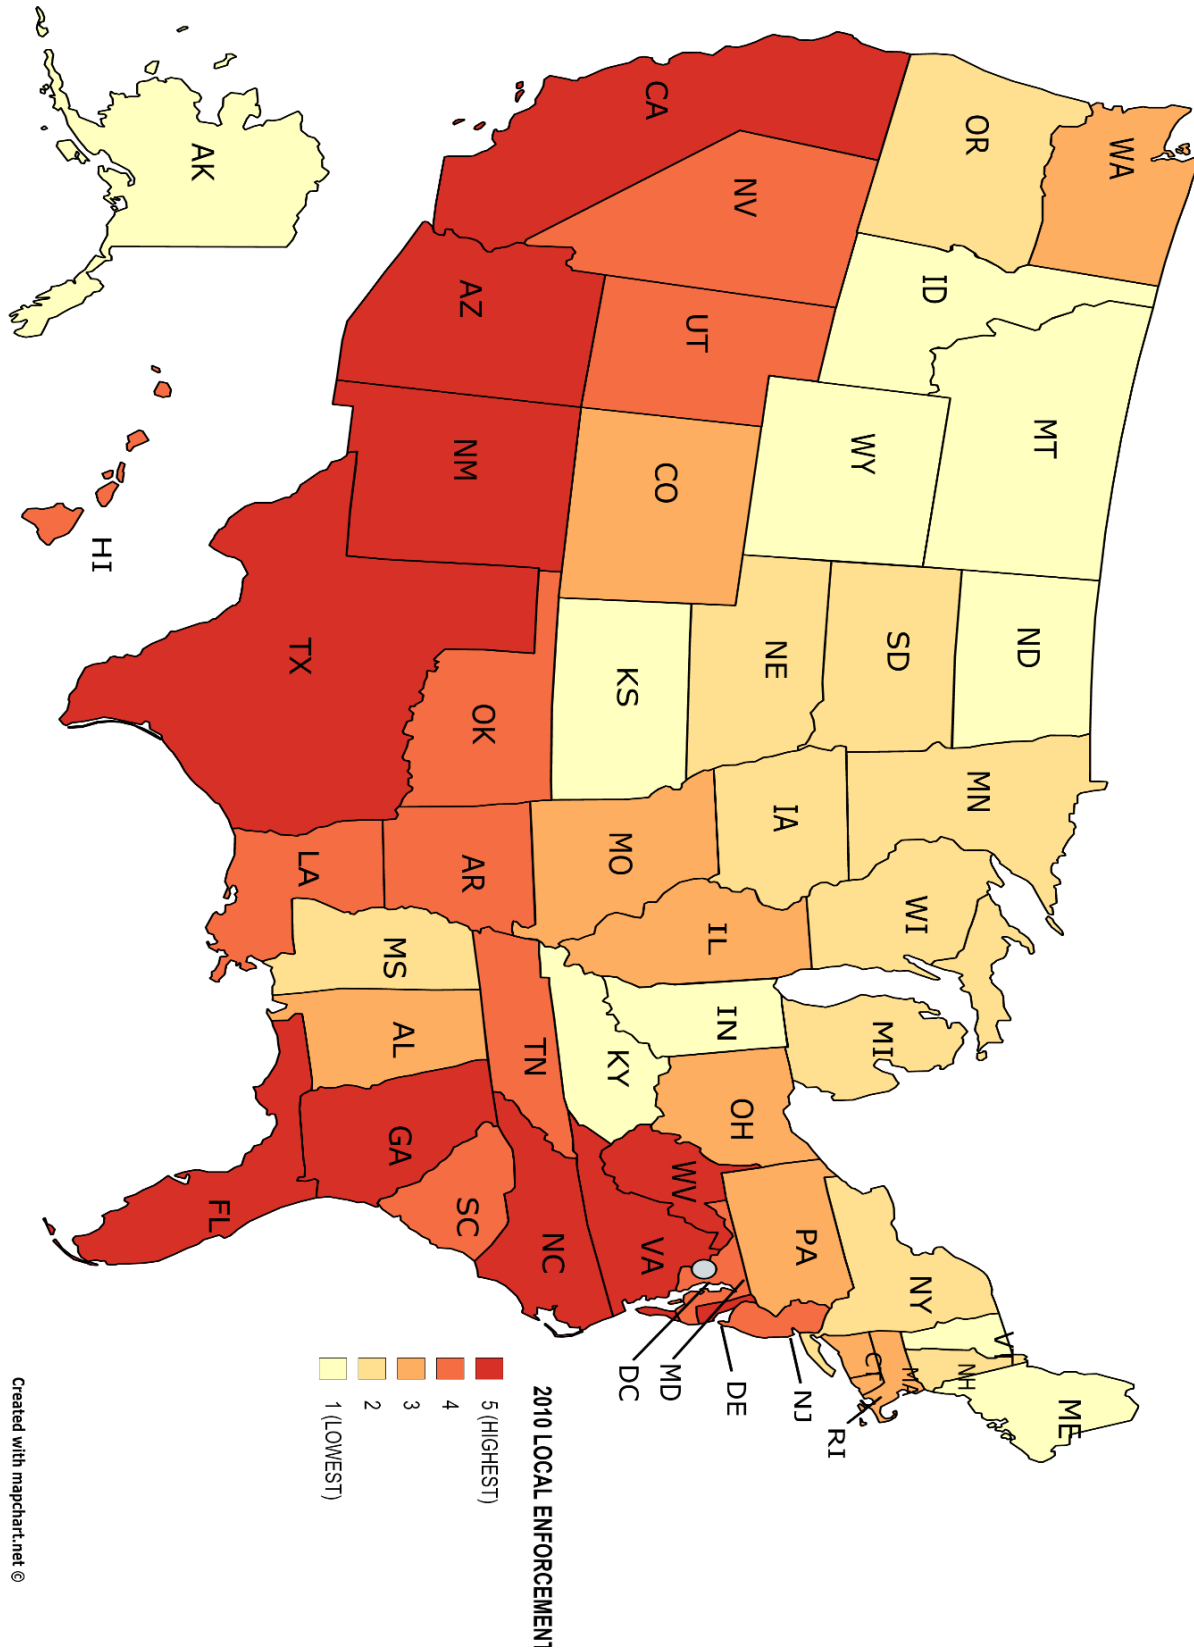 WA
OR
CA
AK
NV
ID
MT
AZ
UT
WY
NM
CO
ND
SD
NE
HI
TX
KS
OK
MN
IA
MO
AR
LA
WI
IL
MS
MI
IN
AL
TN
KY
OH
GA
WV
SC
FL
NC
VA
PA
NY
VT
NH
ME
MA
CT
RI
NJ
DE
MD
DC
2010 LOCAL ENFORCEMENT
5 (HIGHEST)
4
3
2
1 (LOWEST)
Created with mapchart.net ©